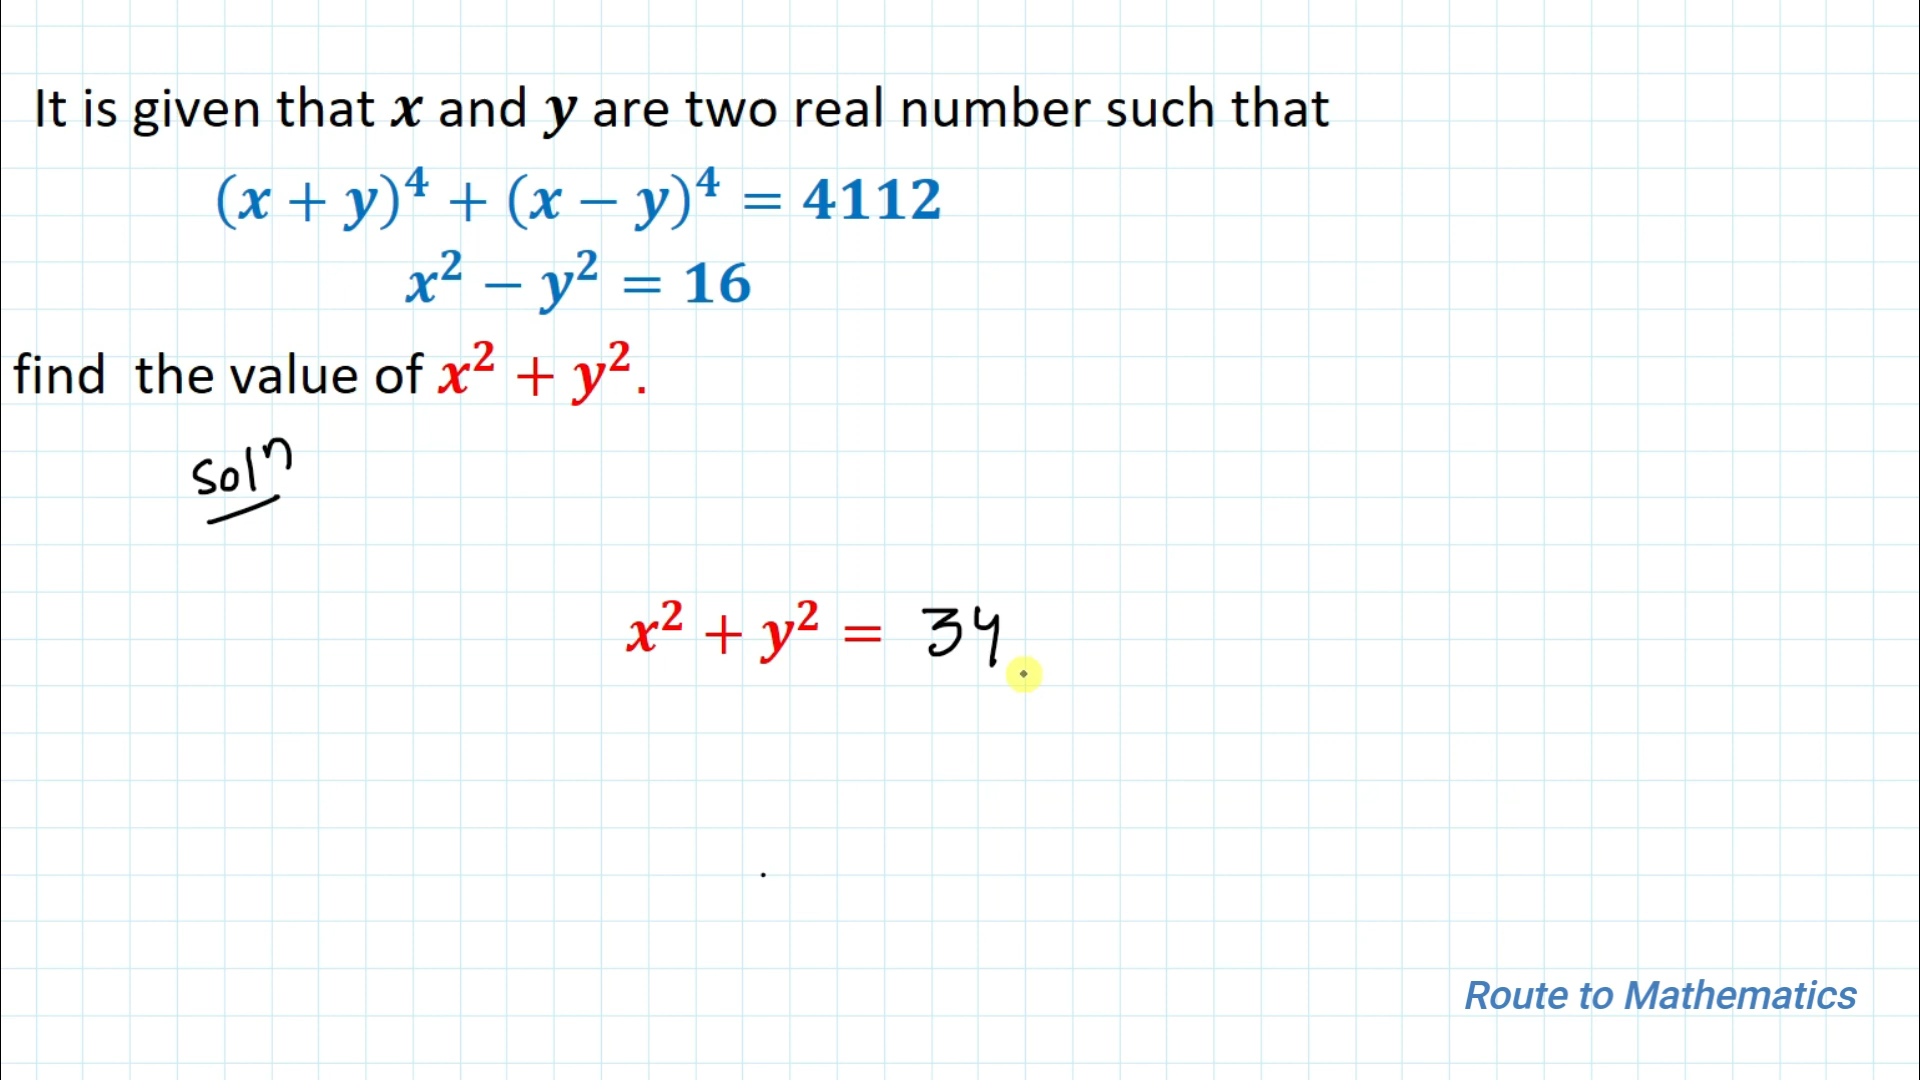 It is given that x and y are two real number such that
(x + y)⁴ + (x − y)⁴ = 4112
x² − y² = 16
find the value of x² + y².
Solⁿ
x² + y² = 34
Route to Mathematics